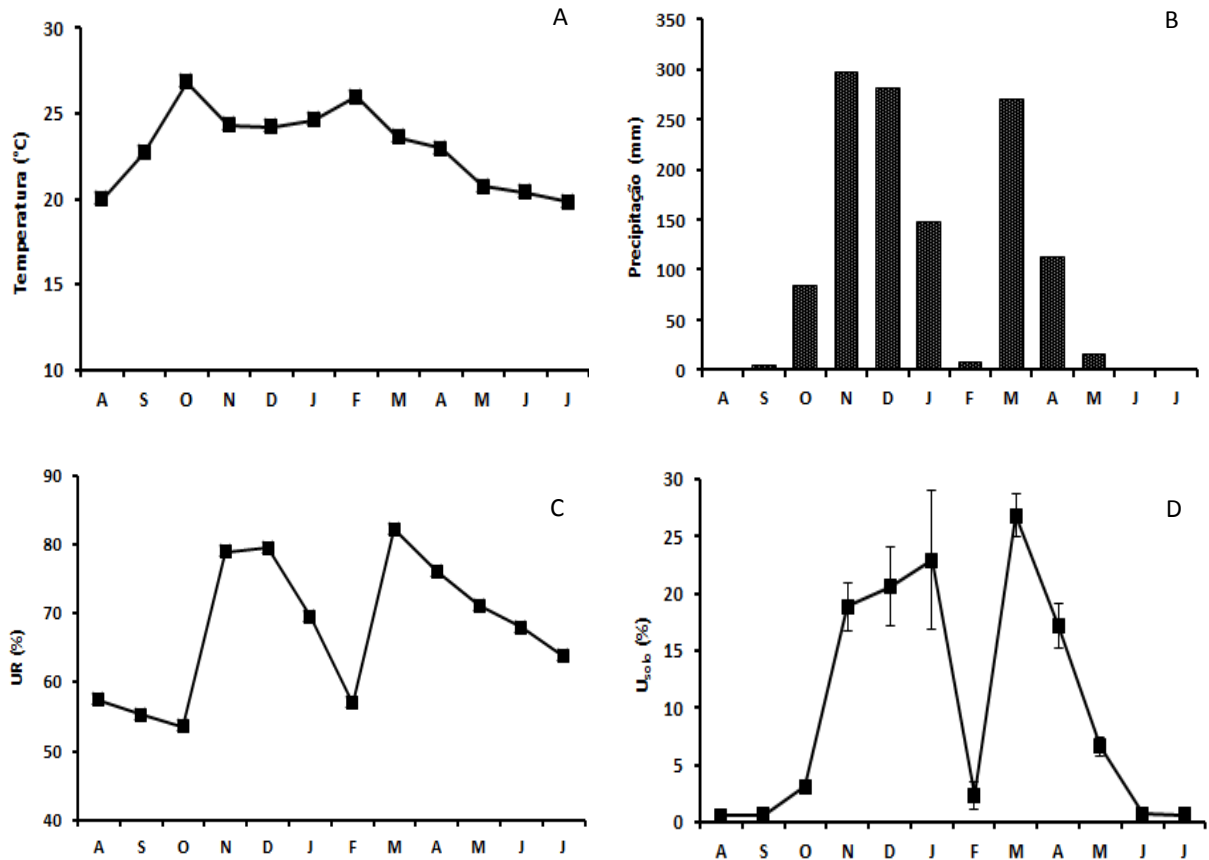 A
Temperatura (°C)
30
25
20
15
10
A S O N D J F M A M J J
B
Precipitação (mm)
350
300
250
200
150
100
50
0
A S O N D J F M A M J J
C
UR (%)
90
80
70
60
50
40
A S O N D J F M A M J J
D
Usolo (%)
30
25
20
15
10
5
0
A S O N D J F M A M J J